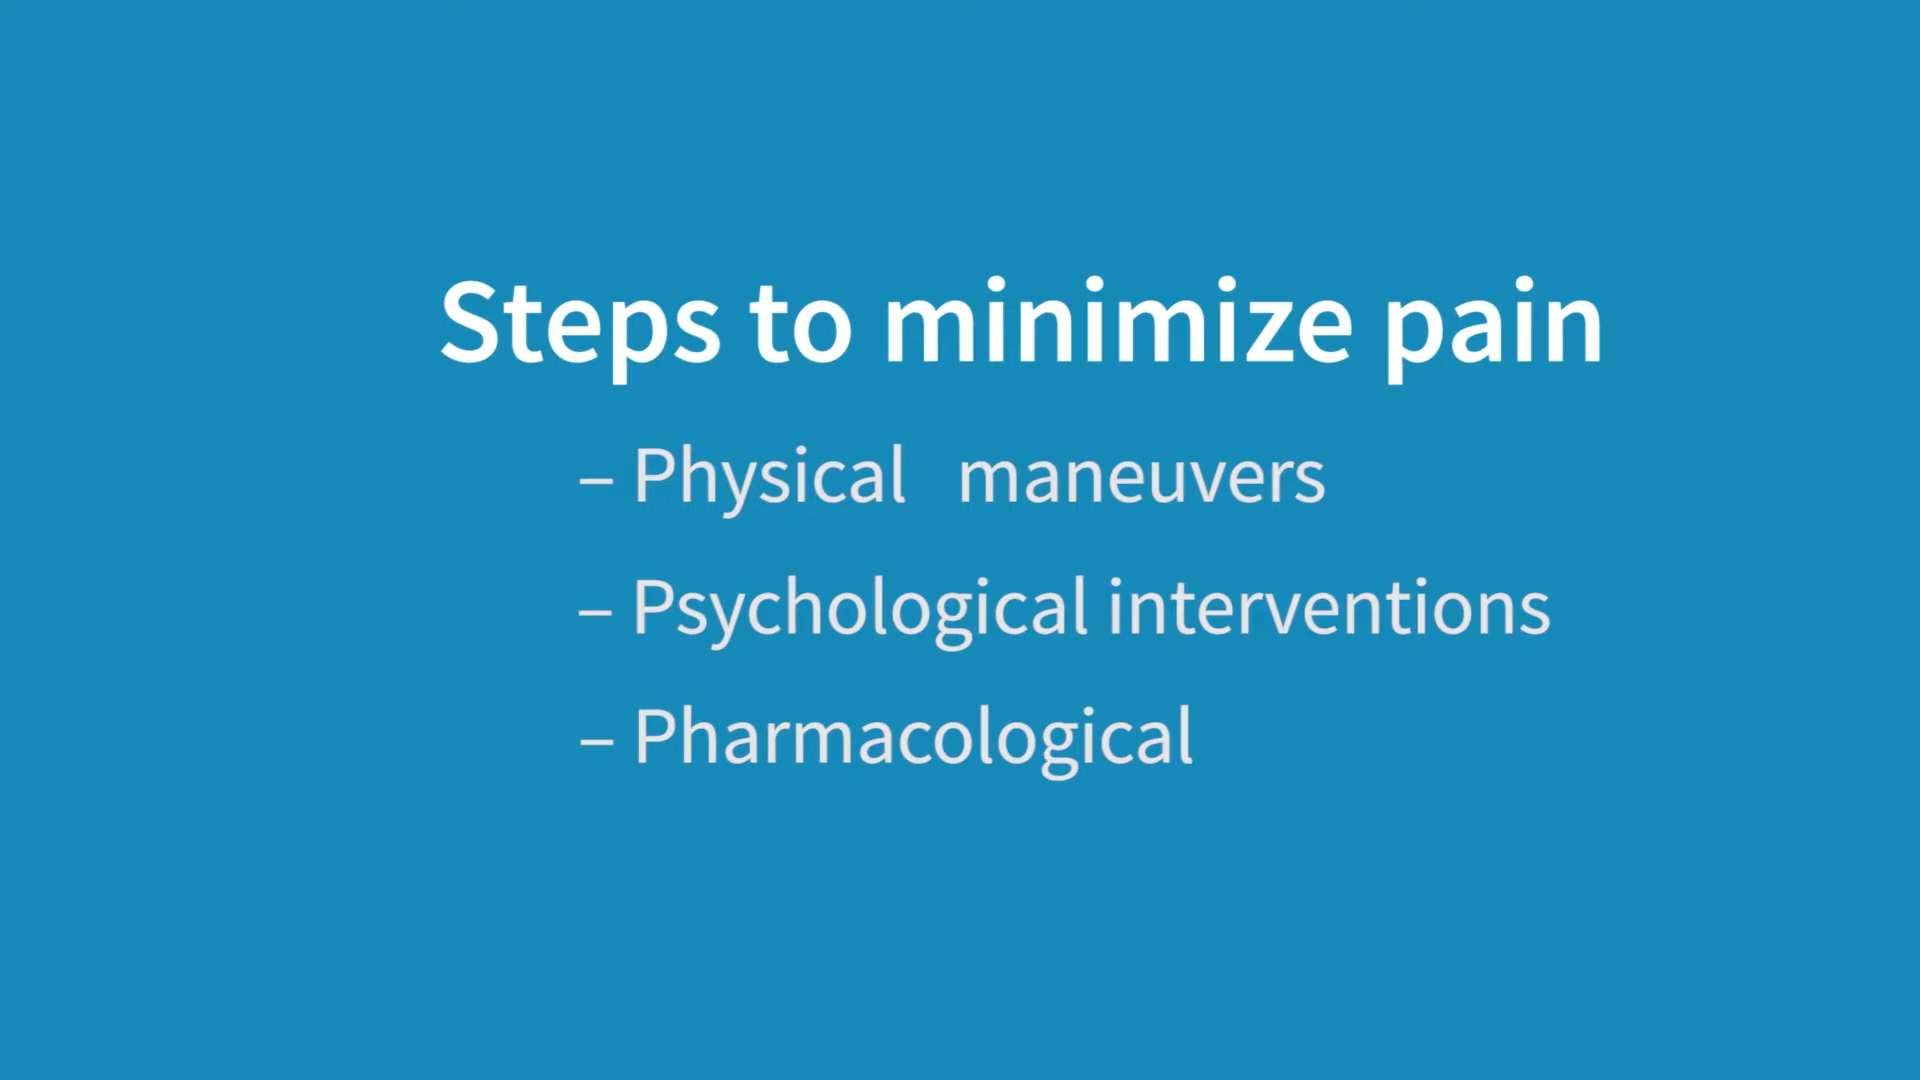 Steps to minimize pain
– Physical maneuvers
– Psychological interventions
– Pharmacological